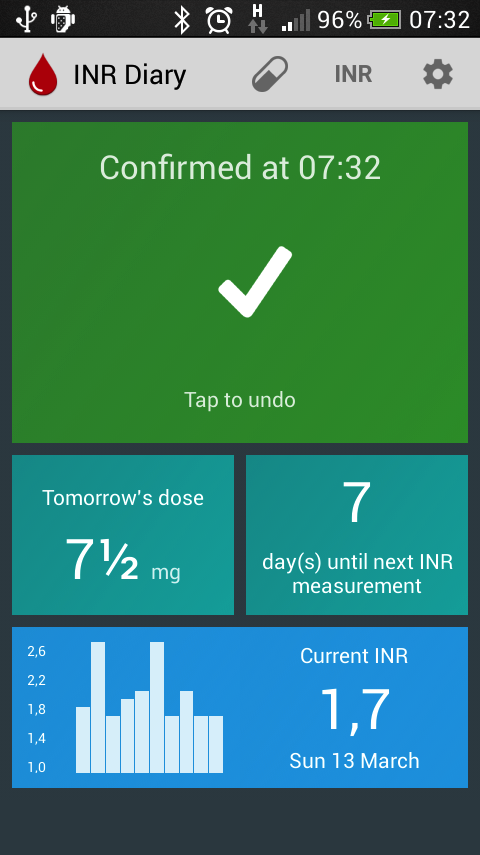 H
96%
07:32
INR Diary
INR
Confirmed at 07:32
Tap to undo
Tomorrow's dose
7½ mg
7
day(s) until next INR
measurement
2,6
2,2
1,8
1,4
1,0
Current INR
1,7
Sun 13 March